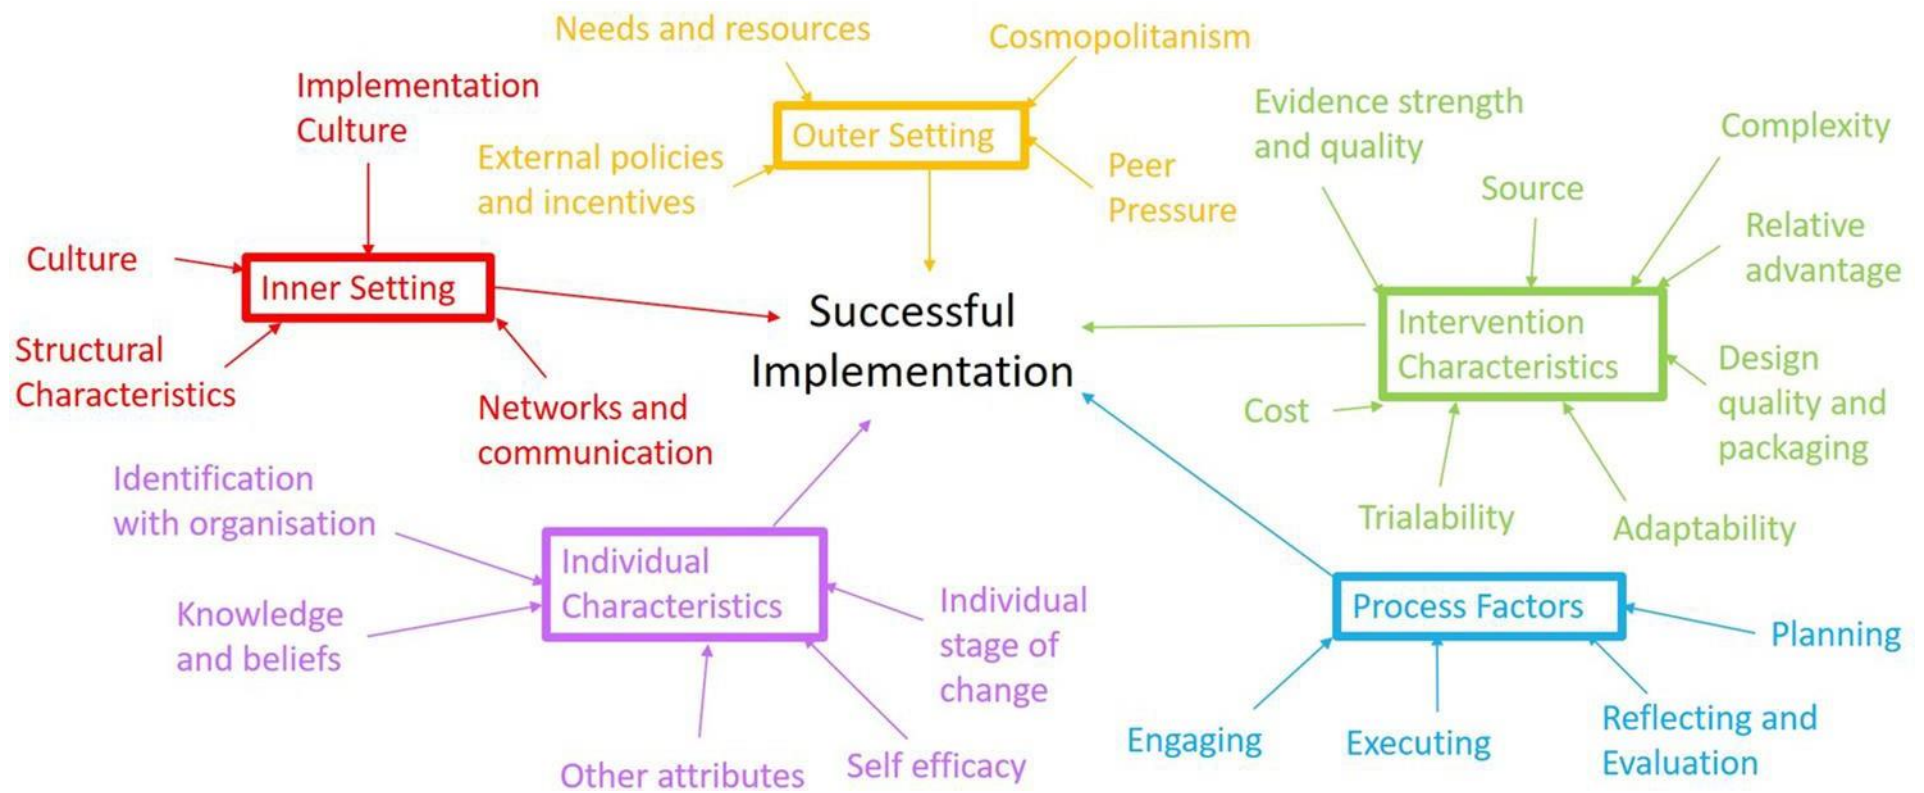 Needs and resources
Cosmopolitanism
Implementation
Culture
Outer Setting
External policies
and incentives
Peer
Pressure
Evidence strength
and quality
Complexity
Source
Relative
advantage
Culture
Inner Setting
Structural
Characteristics
Networks and
communication
Successful
Implementation
Intervention
Characteristics
Design
quality and
packaging
Cost
Trialability
Adaptability
Identification
with organisation
Individual
Characteristics
Knowledge
and beliefs
Individual
stage of
change
Other attributes
Self efficacy
Process Factors
Planning
Engaging
Executing
Reflecting and
Evaluation